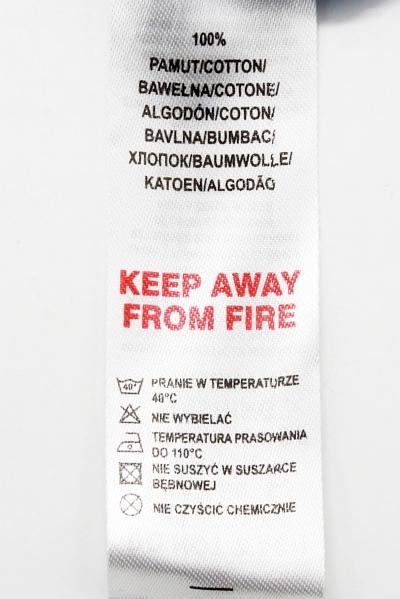 100%
PAMUT/COTTON/
BAWEŁNA/COTONE/
ALGODÓN/COTON/
BAVLNA/BUMBAC/
ХЛОПОК/BAUMWOLLE/
KATOEN/ALGODÃO
KEEP AWAY
FROM FIRE
40° PRANIE W TEMPERATURZE
40°C
NIE WYBIELAĆ
TEMPERATURA PRASOWANIA
DO 110°C
NIE SUSZYĆ W SUSZARCE
BĘBNOWEJ
NIE CZYŚCIĆ CHEMICZNIE